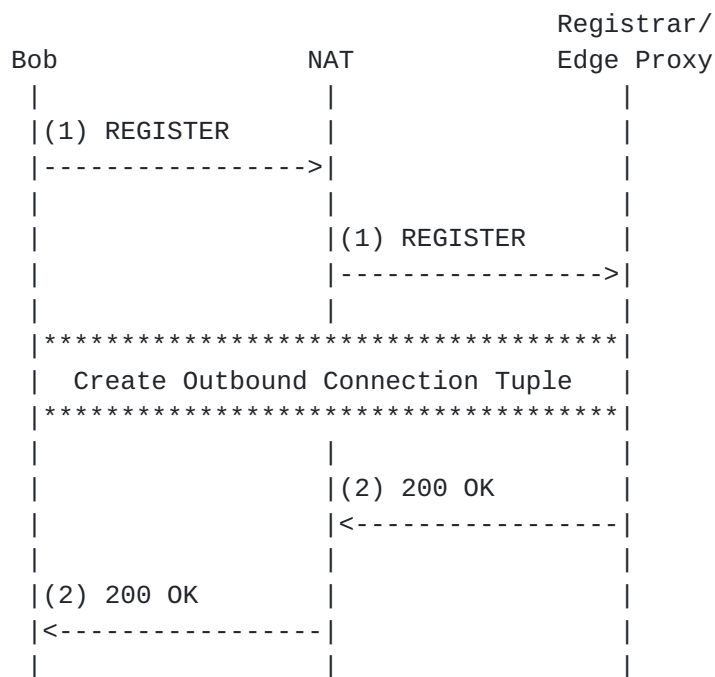 Registrar/
Bob NAT Edge Proxy
(1) REGISTER
(1) REGISTER
Create Outbound Connection Tuple
(2) 200 OK
(2) 200 OK